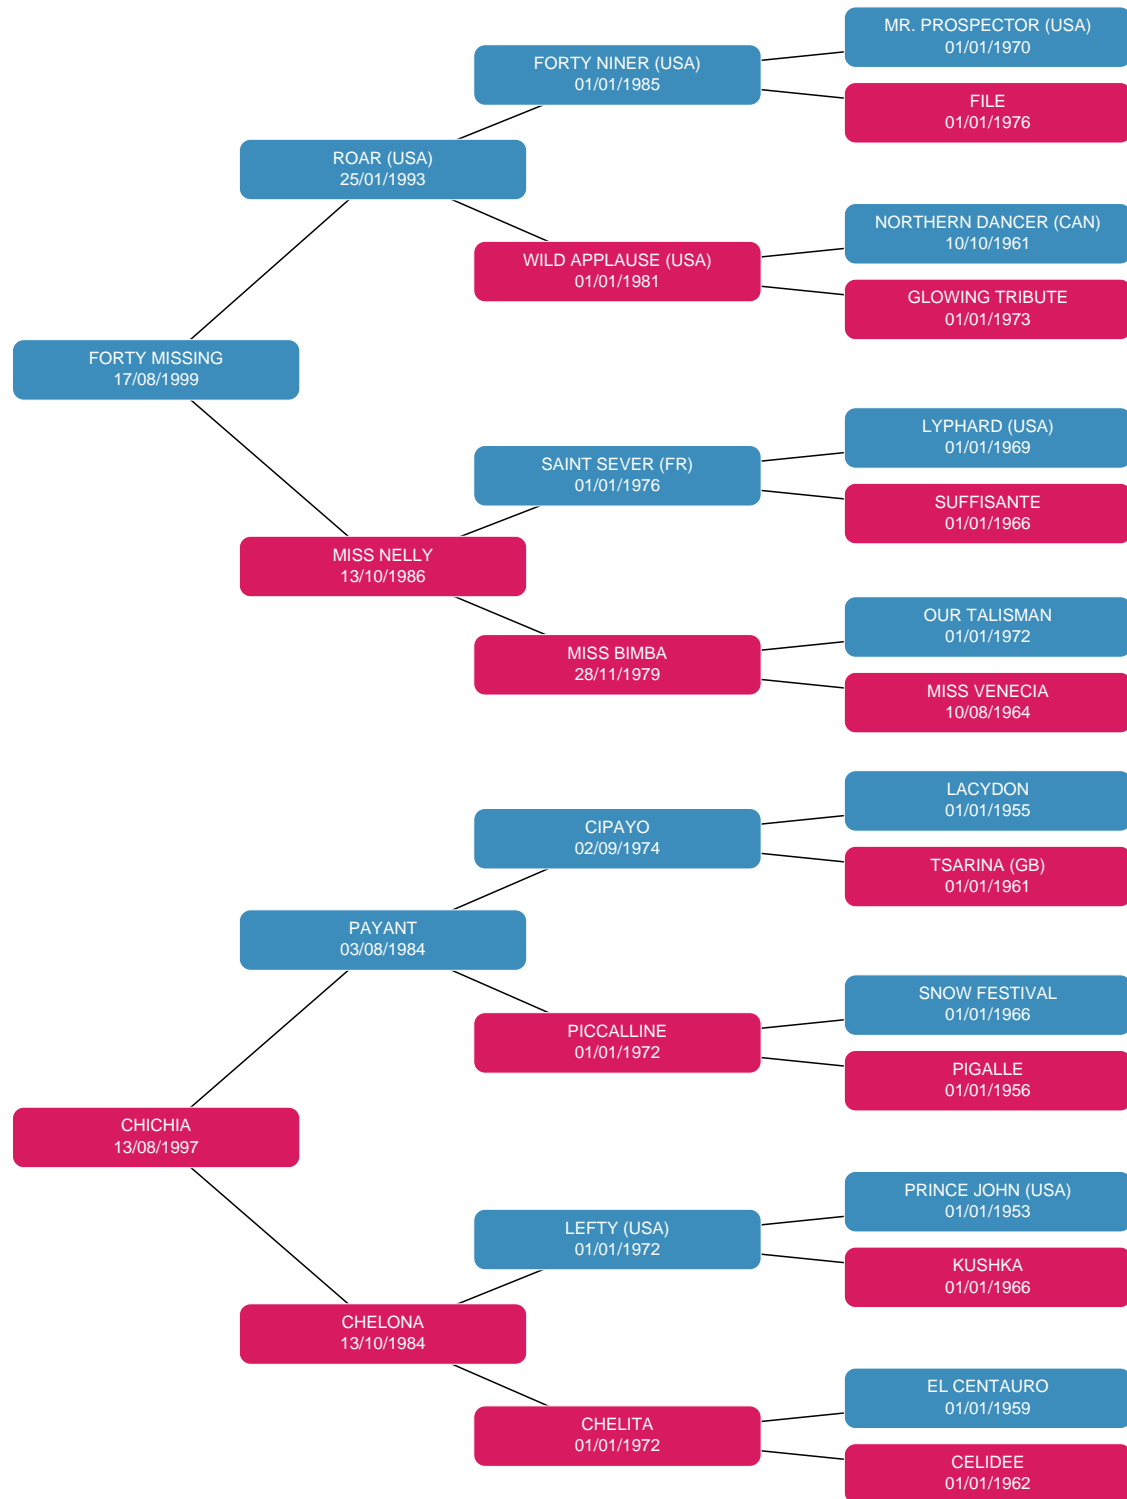 MR. PROSPECTOR (USA)
01/01/1970
FORTY NINER (USA)
01/01/1985
FILE
01/01/1976
ROAR (USA)
25/01/1993
NORTHERN DANCER (CAN)
10/10/1961
WILD APPLAUSE (USA)
01/01/1981
GLOWING TRIBUTE
01/01/1973
FORTY MISSING
17/08/1999
LYPHARD (USA)
01/01/1969
SAINT SEVER (FR)
01/01/1976
SUFFISANTE
01/01/1966
MISS NELLY
13/10/1986
OUR TALISMAN
01/01/1972
MISS BIMBA
28/11/1979
MISS VENECIA
10/08/1964
LACYDON
01/01/1955
CIPAYO
02/09/1974
TSARINA (GB)
01/01/1961
PAYANT
03/08/1984
SNOW FESTIVAL
01/01/1966
PICCALLINE
01/01/1972
PIGALLE
01/01/1956
CHICHIA
13/08/1997
PRINCE JOHN (USA)
01/01/1953
LEFTY (USA)
01/01/1972
KUSHKA
01/01/1966
CHELONA
13/10/1984
EL CENTAURO
01/01/1959
CHELITA
01/01/1972
CELIDEE
01/01/1962